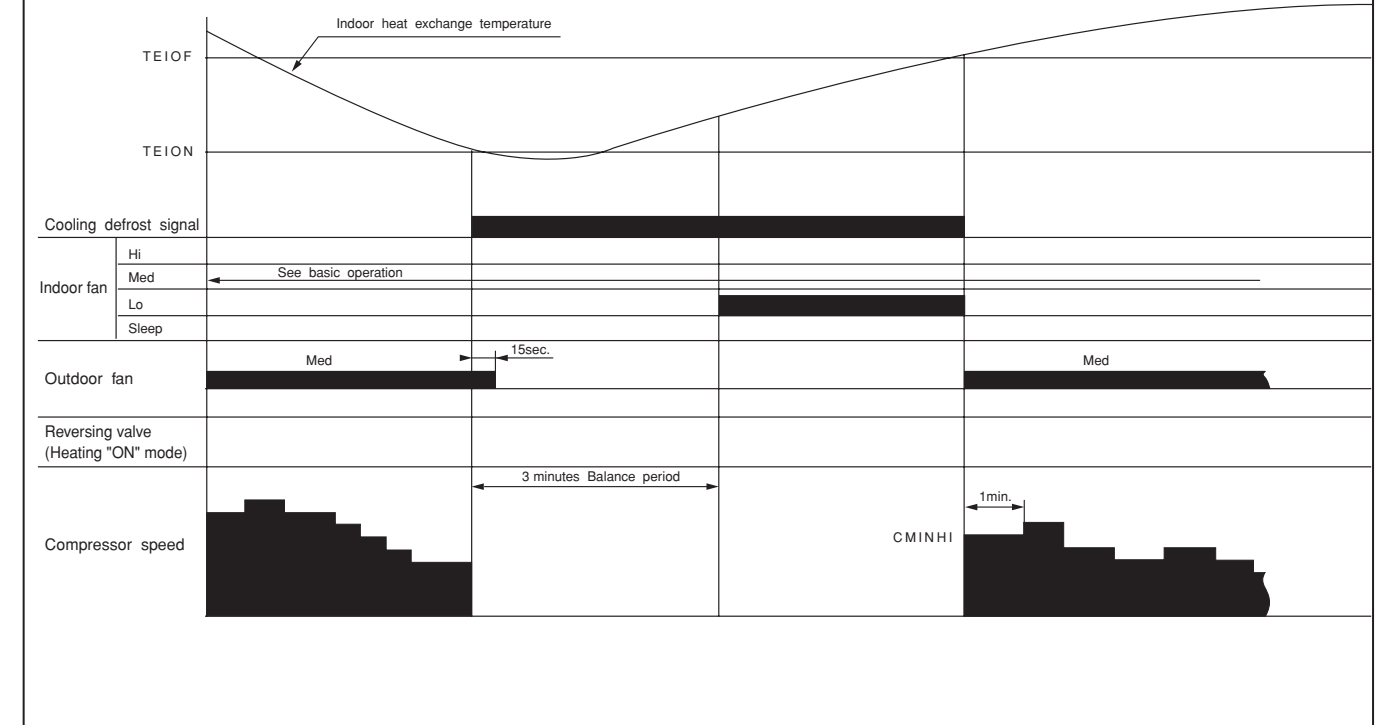 Indoor heat exchange temperature
TEIOF
TEION
Cooling defrost signal
Hi
See basic operation
Indoor fan
Med
Lo
Sleep
15sec.
Med
Med
Outdoor fan
Reversing valve
(Heating "ON" mode)
3 minutes Balance period
1min.
CMINHI
Compressor speed